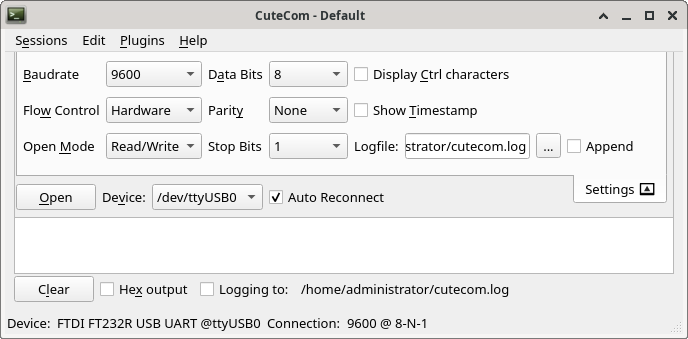 CuteCom - Default
Sessions Edit Plugins Help
Baudrate 9600 Data Bits 8 Display Ctrl characters
Flow Control Hardware Parity None Show Timestamp
Open Mode Read/Write Stop Bits 1 Logfile: strator/cutecom.log ... Append
Settings
Open Device: /dev/ttyUSB0 Auto Reconnect
Clear Hex output Logging to: /home/administrator/cutecom.log
Device: FTDI FT232R USB UART @ttyUSB0 Connection: 9600 @ 8-N-1